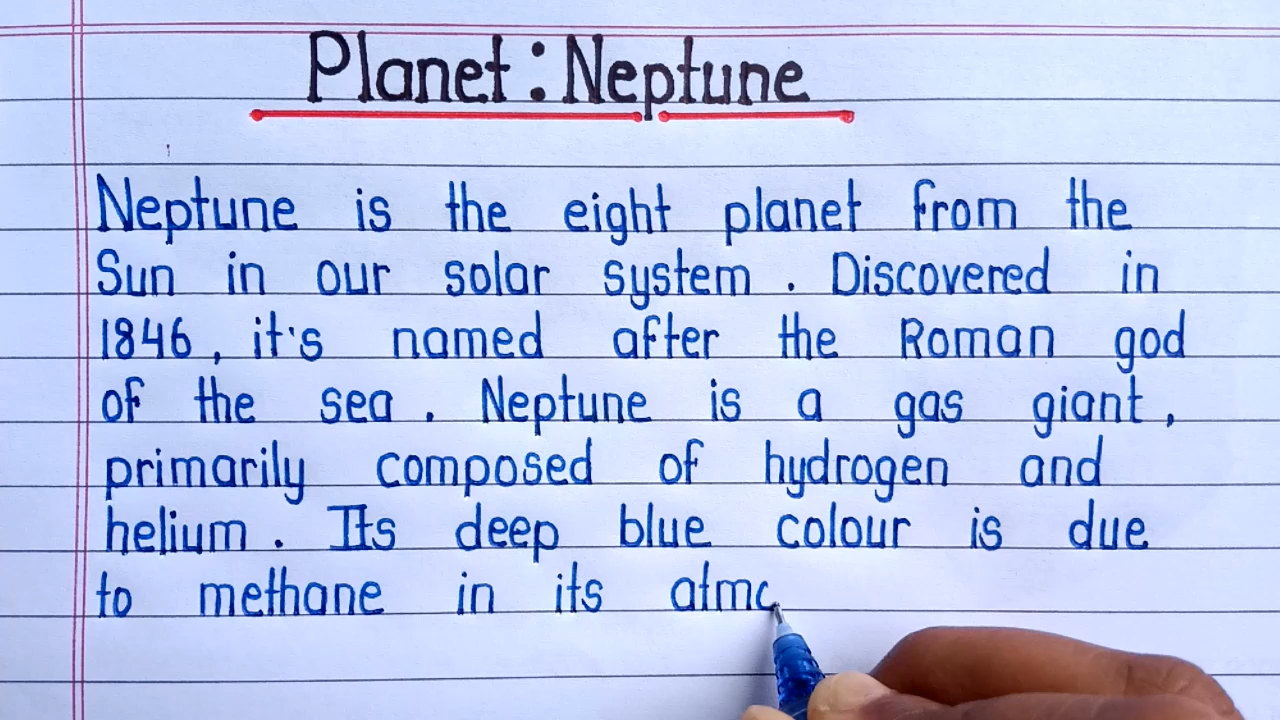 Planet : Neptune
Neptune is the eight planet from the
Sun in our solar system . Discovered in
1846 , it's named after the Roman god
of the sea . Neptune is a gas giant ,
primarily composed of hydrogen and
helium . Its deep blue colour is due
to methane in its atmo